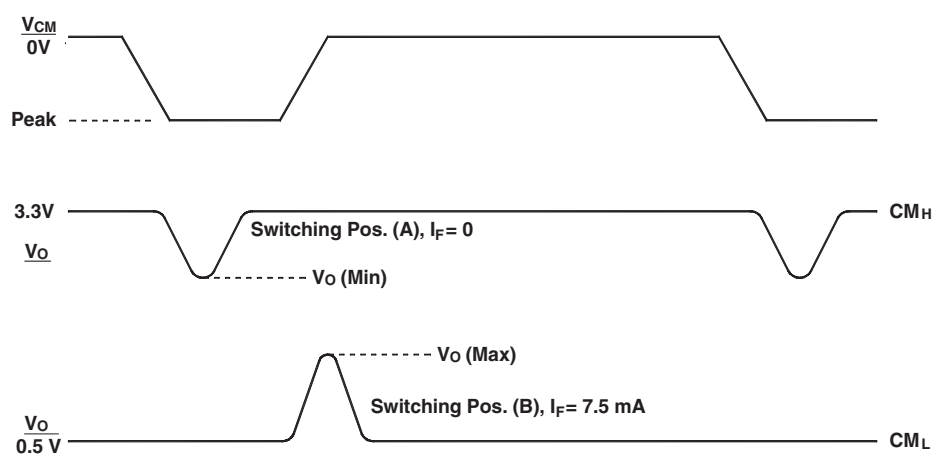 VCM
0V
Peak
3.3V
CMH
Switching Pos. (A), IF = 0
VO
VO (Min)
VO (Max)
Switching Pos. (B), IF = 7.5 mA
VO
0.5 V
CML